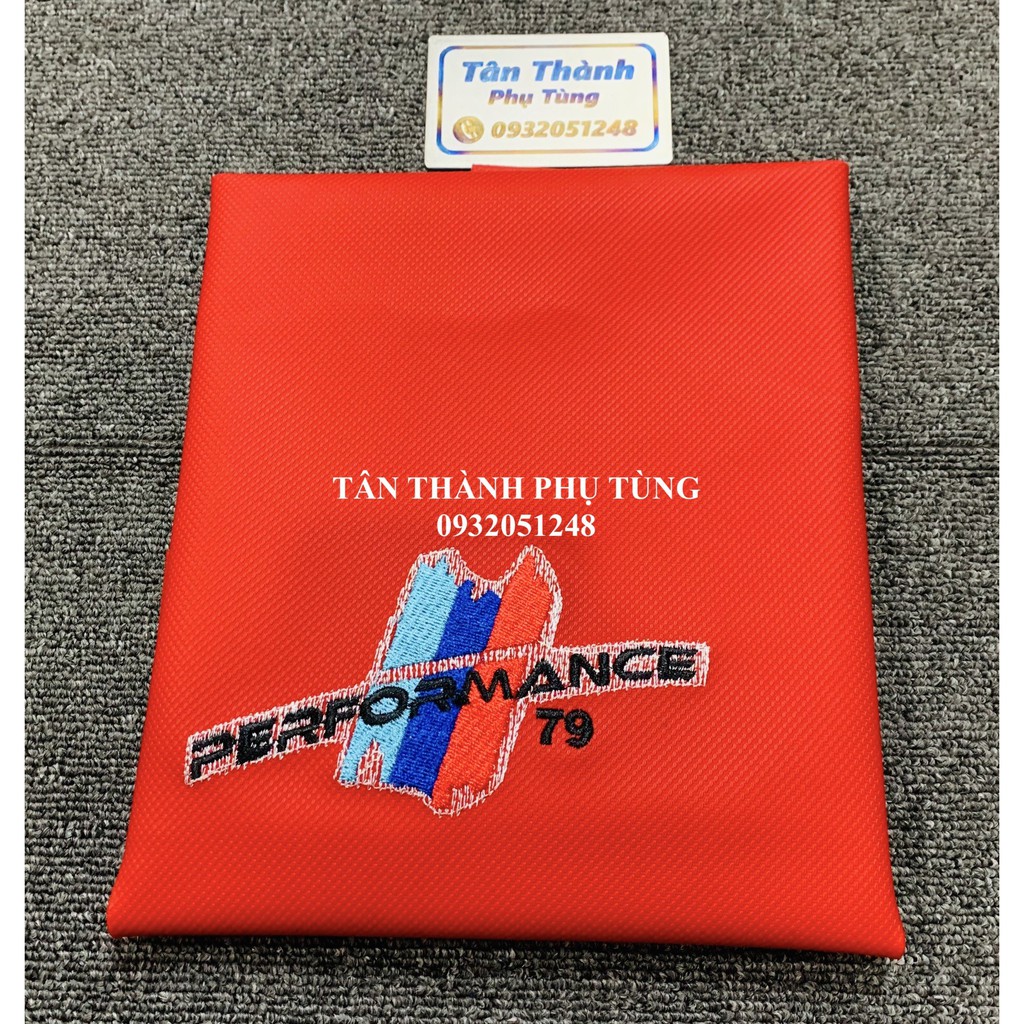 Tân Thành
Phụ Tùng
0932051248
TÂN THÀNH PHỤ TÙNG
0932051248
PERFORMANCE
79